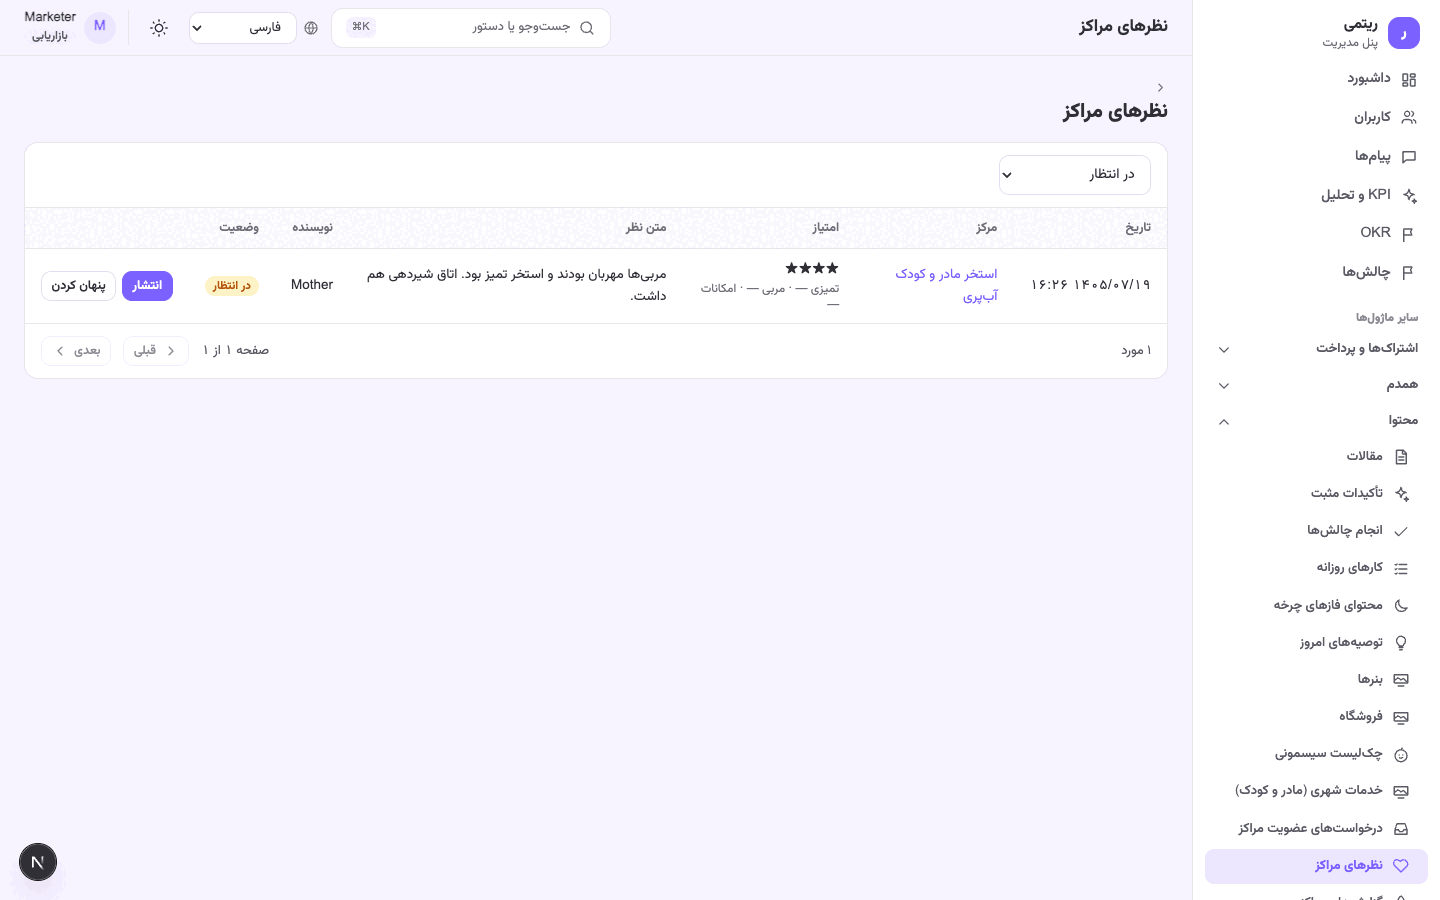 ر
ریتمی
پنل مدیریت
داشبورد
کاربران
پیام‌ها
KPI و تحلیل
OKR
چالش‌ها
سایر ماژول‌ها
اشتراک‌ها و پرداخت
همدم
محتوا
مقالات
تأکیدات مثبت
انجام چالش‌ها
کارهای روزانه
محتوای فازهای چرخه
توصیه‌های امروز
بنرها
فروشگاه
چک‌لیست سیسمونی
خدمات شهری (مادر و کودک)
درخواست‌های عضویت مراکز
نظرهای مراکز
نظرهای مراکز
جست‌وجو یا دستور
⌘K
فارسی
M
Marketer
بازاریابی
نظرهای مراکز
در انتظار
تاریخ مرکز امتیاز متن نظر نویسنده وضعیت
۱۴۰۵/۰۷/۱۹ ۱۶:۲۶
استخر مادر و کودک
آب‌پری
★★★★
تمیزی — · مربی — · امکانات
—
مربی‌ها مهربان بودند و استخر تمیز بود. اتاق شیردهی هم
داشت.
Mother
در انتظار
انتشار
پنهان کردن
۱ مورد
صفحه ۱ از ۱
قبلی
بعدی
N